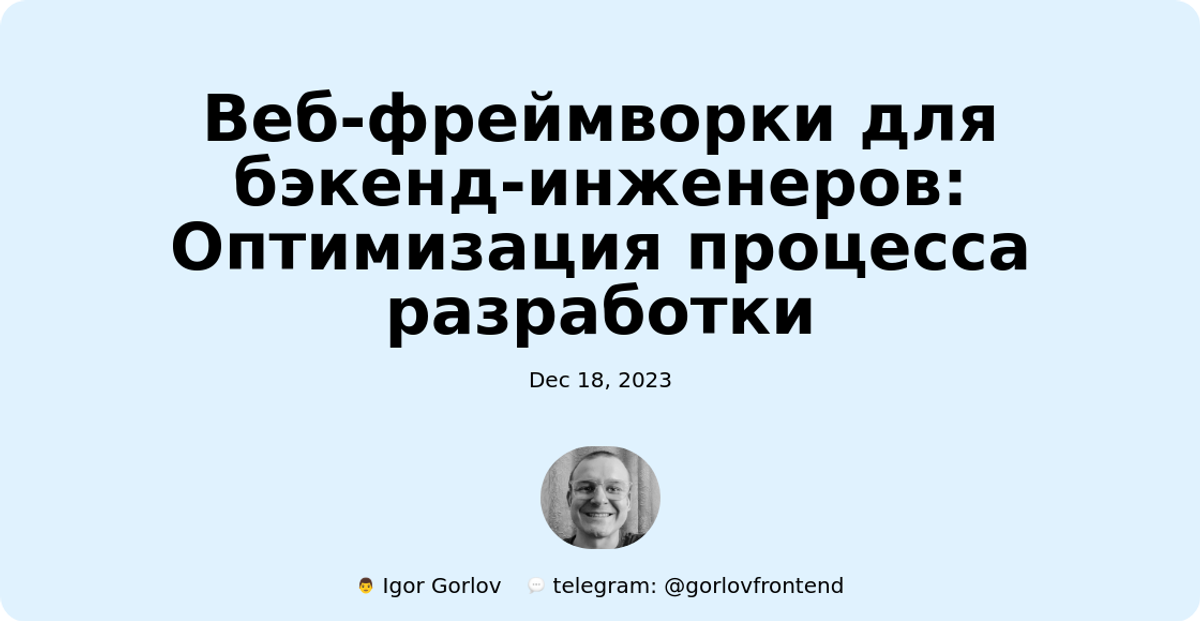 Веб-фреймворки для
бэкенд-инженеров:
Оптимизация процесса
разработки
Dec 18, 2023
Igor Gorlov telegram: @gorlovfrontend